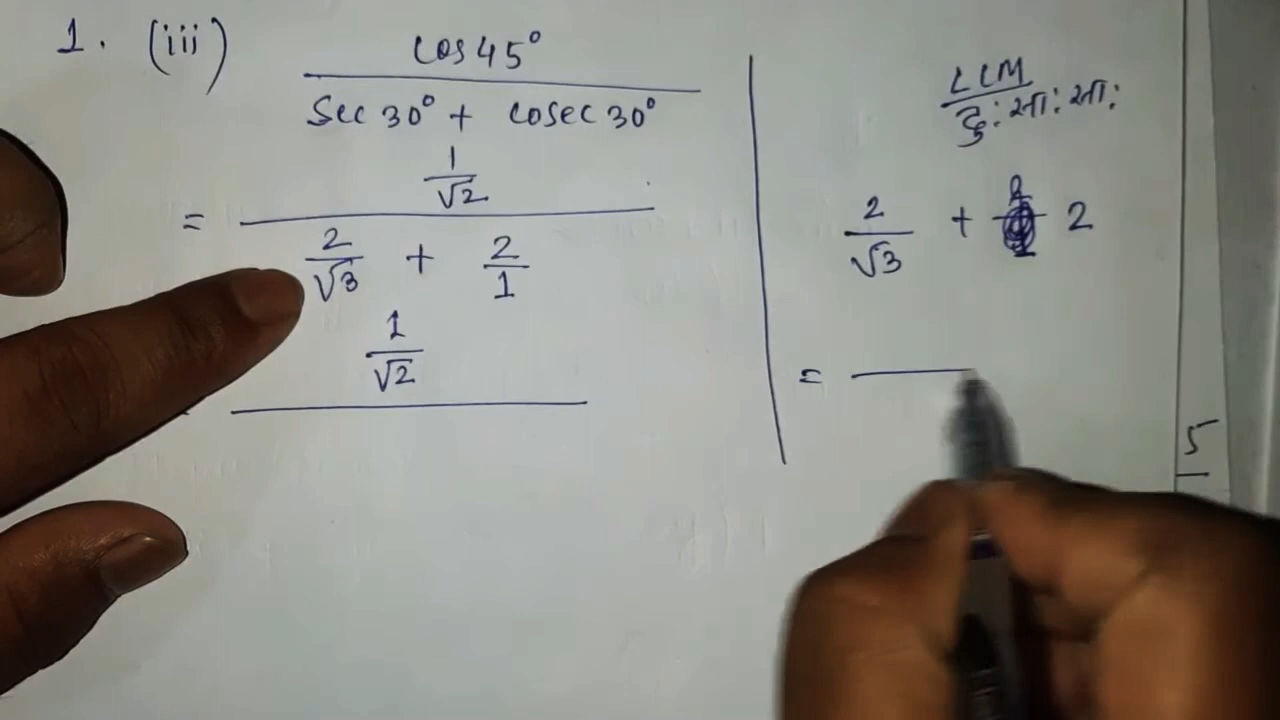 1. (iii) cos 45° / Sec 30° + Cosec 30°
= 1/√2 / 2/√3 + 2/1
1/√2
LCM
2/√3 + 2
=
5